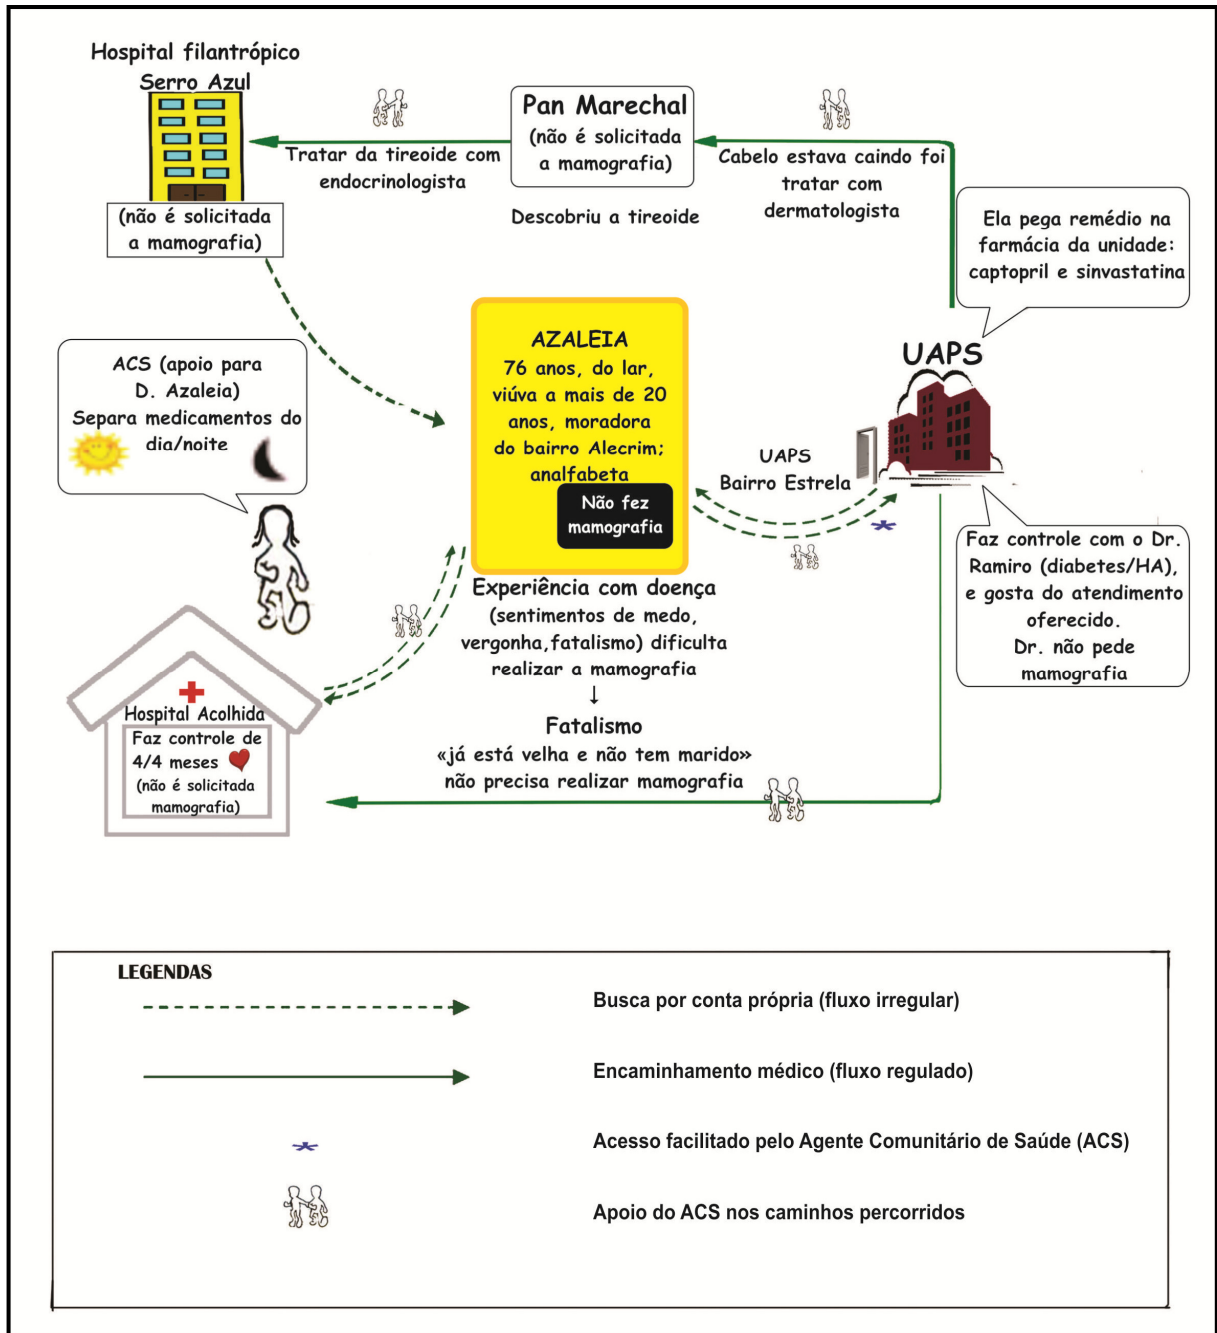 Hospital filantrópico
Serro Azul
(não é solicitada
a mamografia)
Tratar da tireoide com
endocrinologista
Pan Marechal
(não é solicitada
a mamografia)
Descobriu a tireoide
Cabelo estava caindo foi
tratar com
dermatologista
Ela pega remédio na
farmácia da unidade:
captopril e sinvastatina
UAPS
ACS (apoio para
D. Azaleia)
Separa medicamentos do
dia/noite
AZALEIA
76 anos, do lar,
viúva a mais de 20
anos, moradora
do bairro Alecrim;
analfabeta
Não fez
mamografia
UAPS
Bairro Estrela
Faz controle com o Dr.
Ramiro (diabetes/HA),
e gosta do atendimento
oferecido.
Dr. não pede
mamografia
Experiência com doença
(sentimentos de medo,
vergonha,fatalismo) dificulta
realizar a mamografia
↓
Fatalismo
«já está velha e não tem marido»
não precisa realizar mamografia
Hospital Acolhida
Faz controle de
4/4 meses
(não é solicitada
mamografia)
LEGENDAS
Busca por conta própria (fluxo irregular)
Encaminhamento médico (fluxo regulado)
* Acesso facilitado pelo Agente Comunitário de Saúde (ACS)
Apoio do ACS nos caminhos percorridos